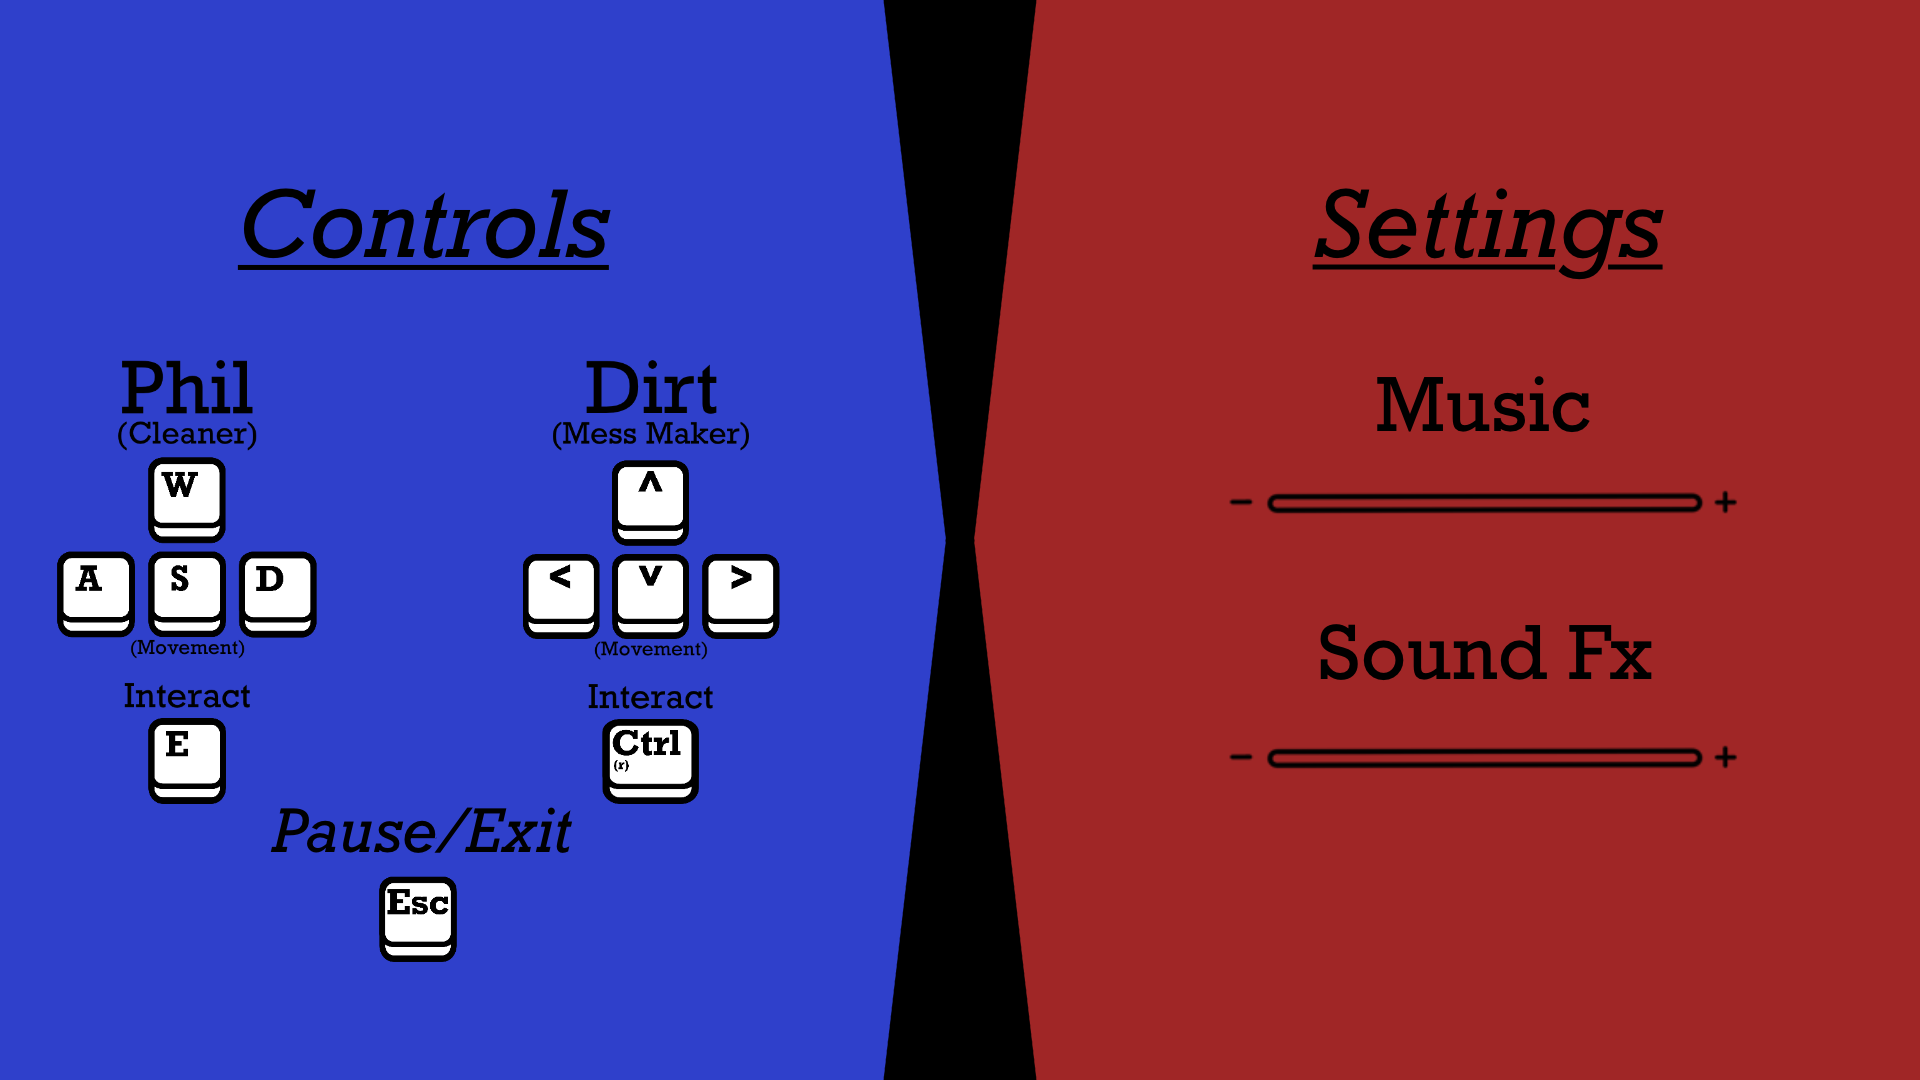 Controls
Phil
(Cleaner)
W
A S D
(Movement)
Interact
E
Dirt
(Mess Maker)
^
< v >
(Movement)
Interact
Ctrl
(r)
Pause/Exit
Esc
Settings
Music
- +
Sound Fx
- +